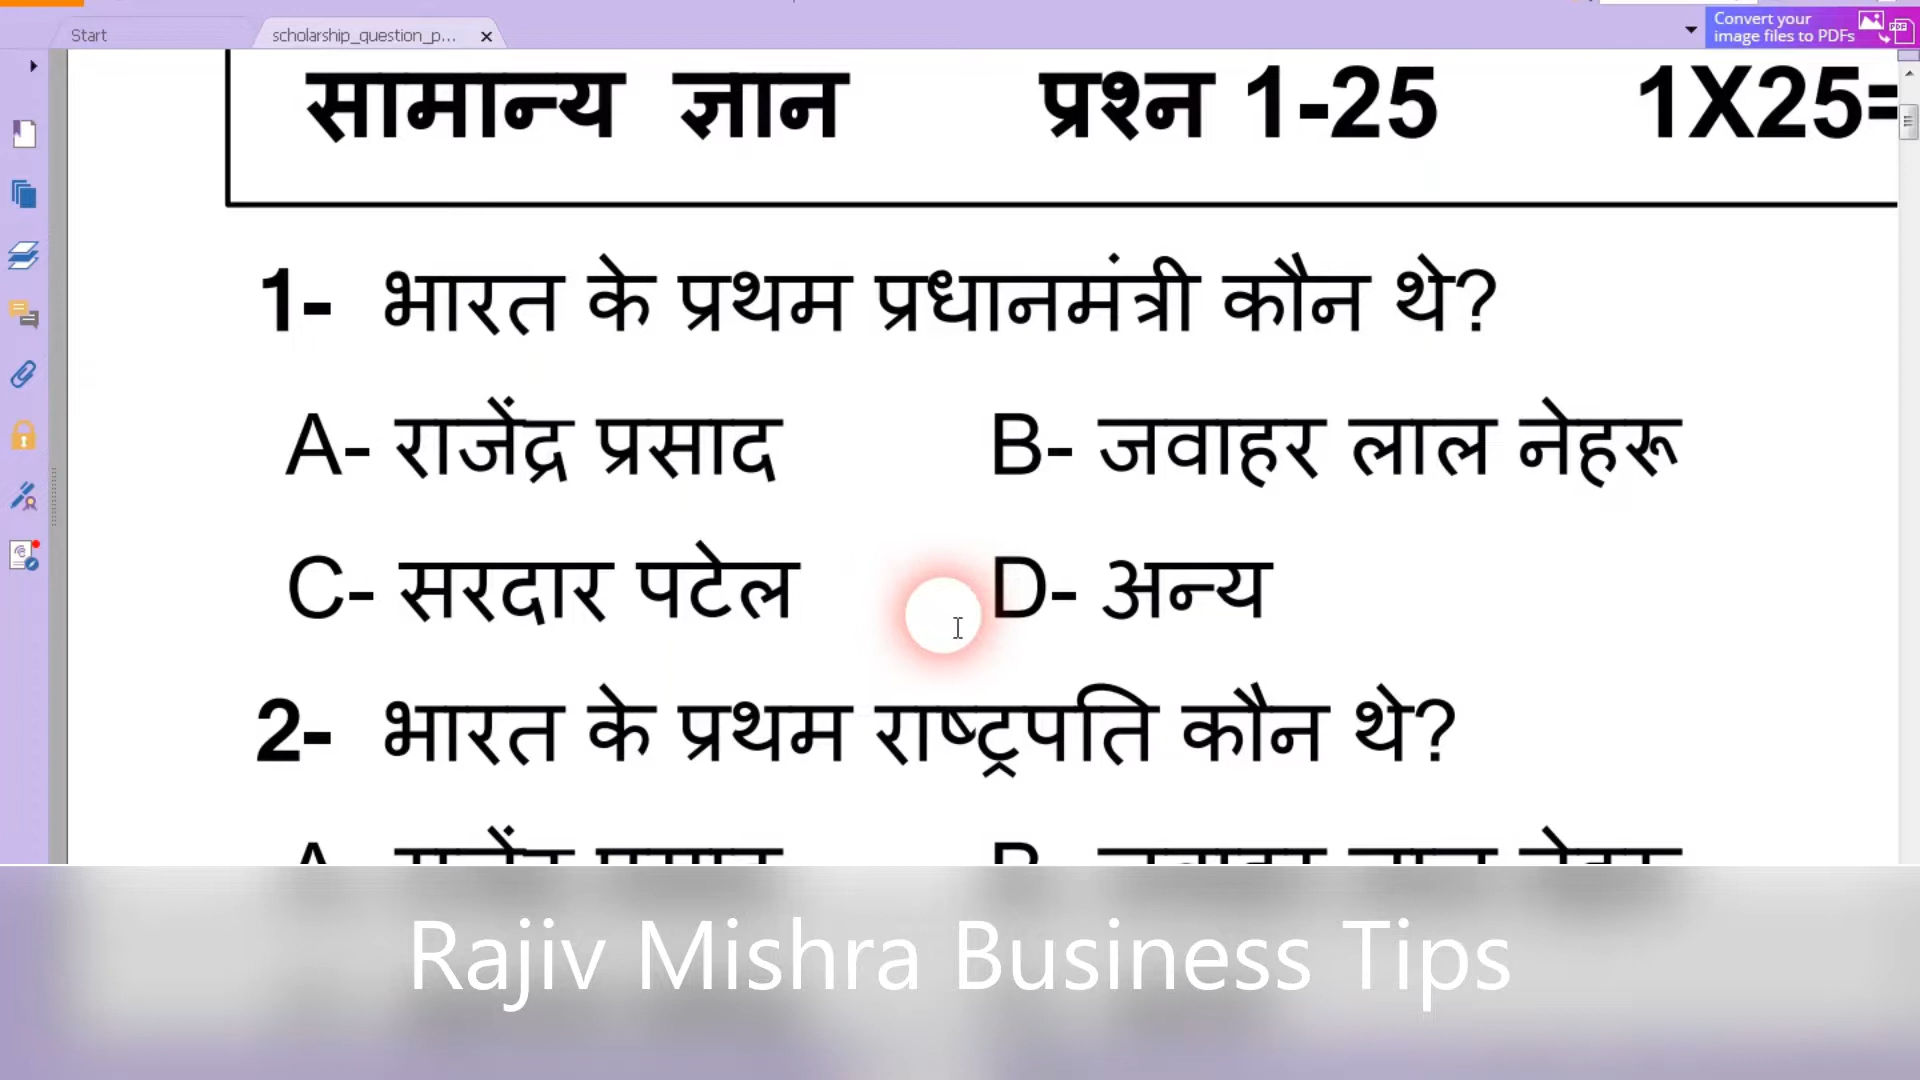 Start
scholarship_question_p...
Convert your
image files to PDFs
सामान्य ज्ञान प्रश्न 1-25 1X25=
1- भारत के प्रथम प्रधानमंत्री कौन थे?
A- राजेंद्र प्रसाद B- जवाहर लाल नेहरू
C- सरदार पटेल D- अन्य
2- भारत के प्रथम राष्ट्रपति कौन थे?
Rajiv Mishra Business Tips